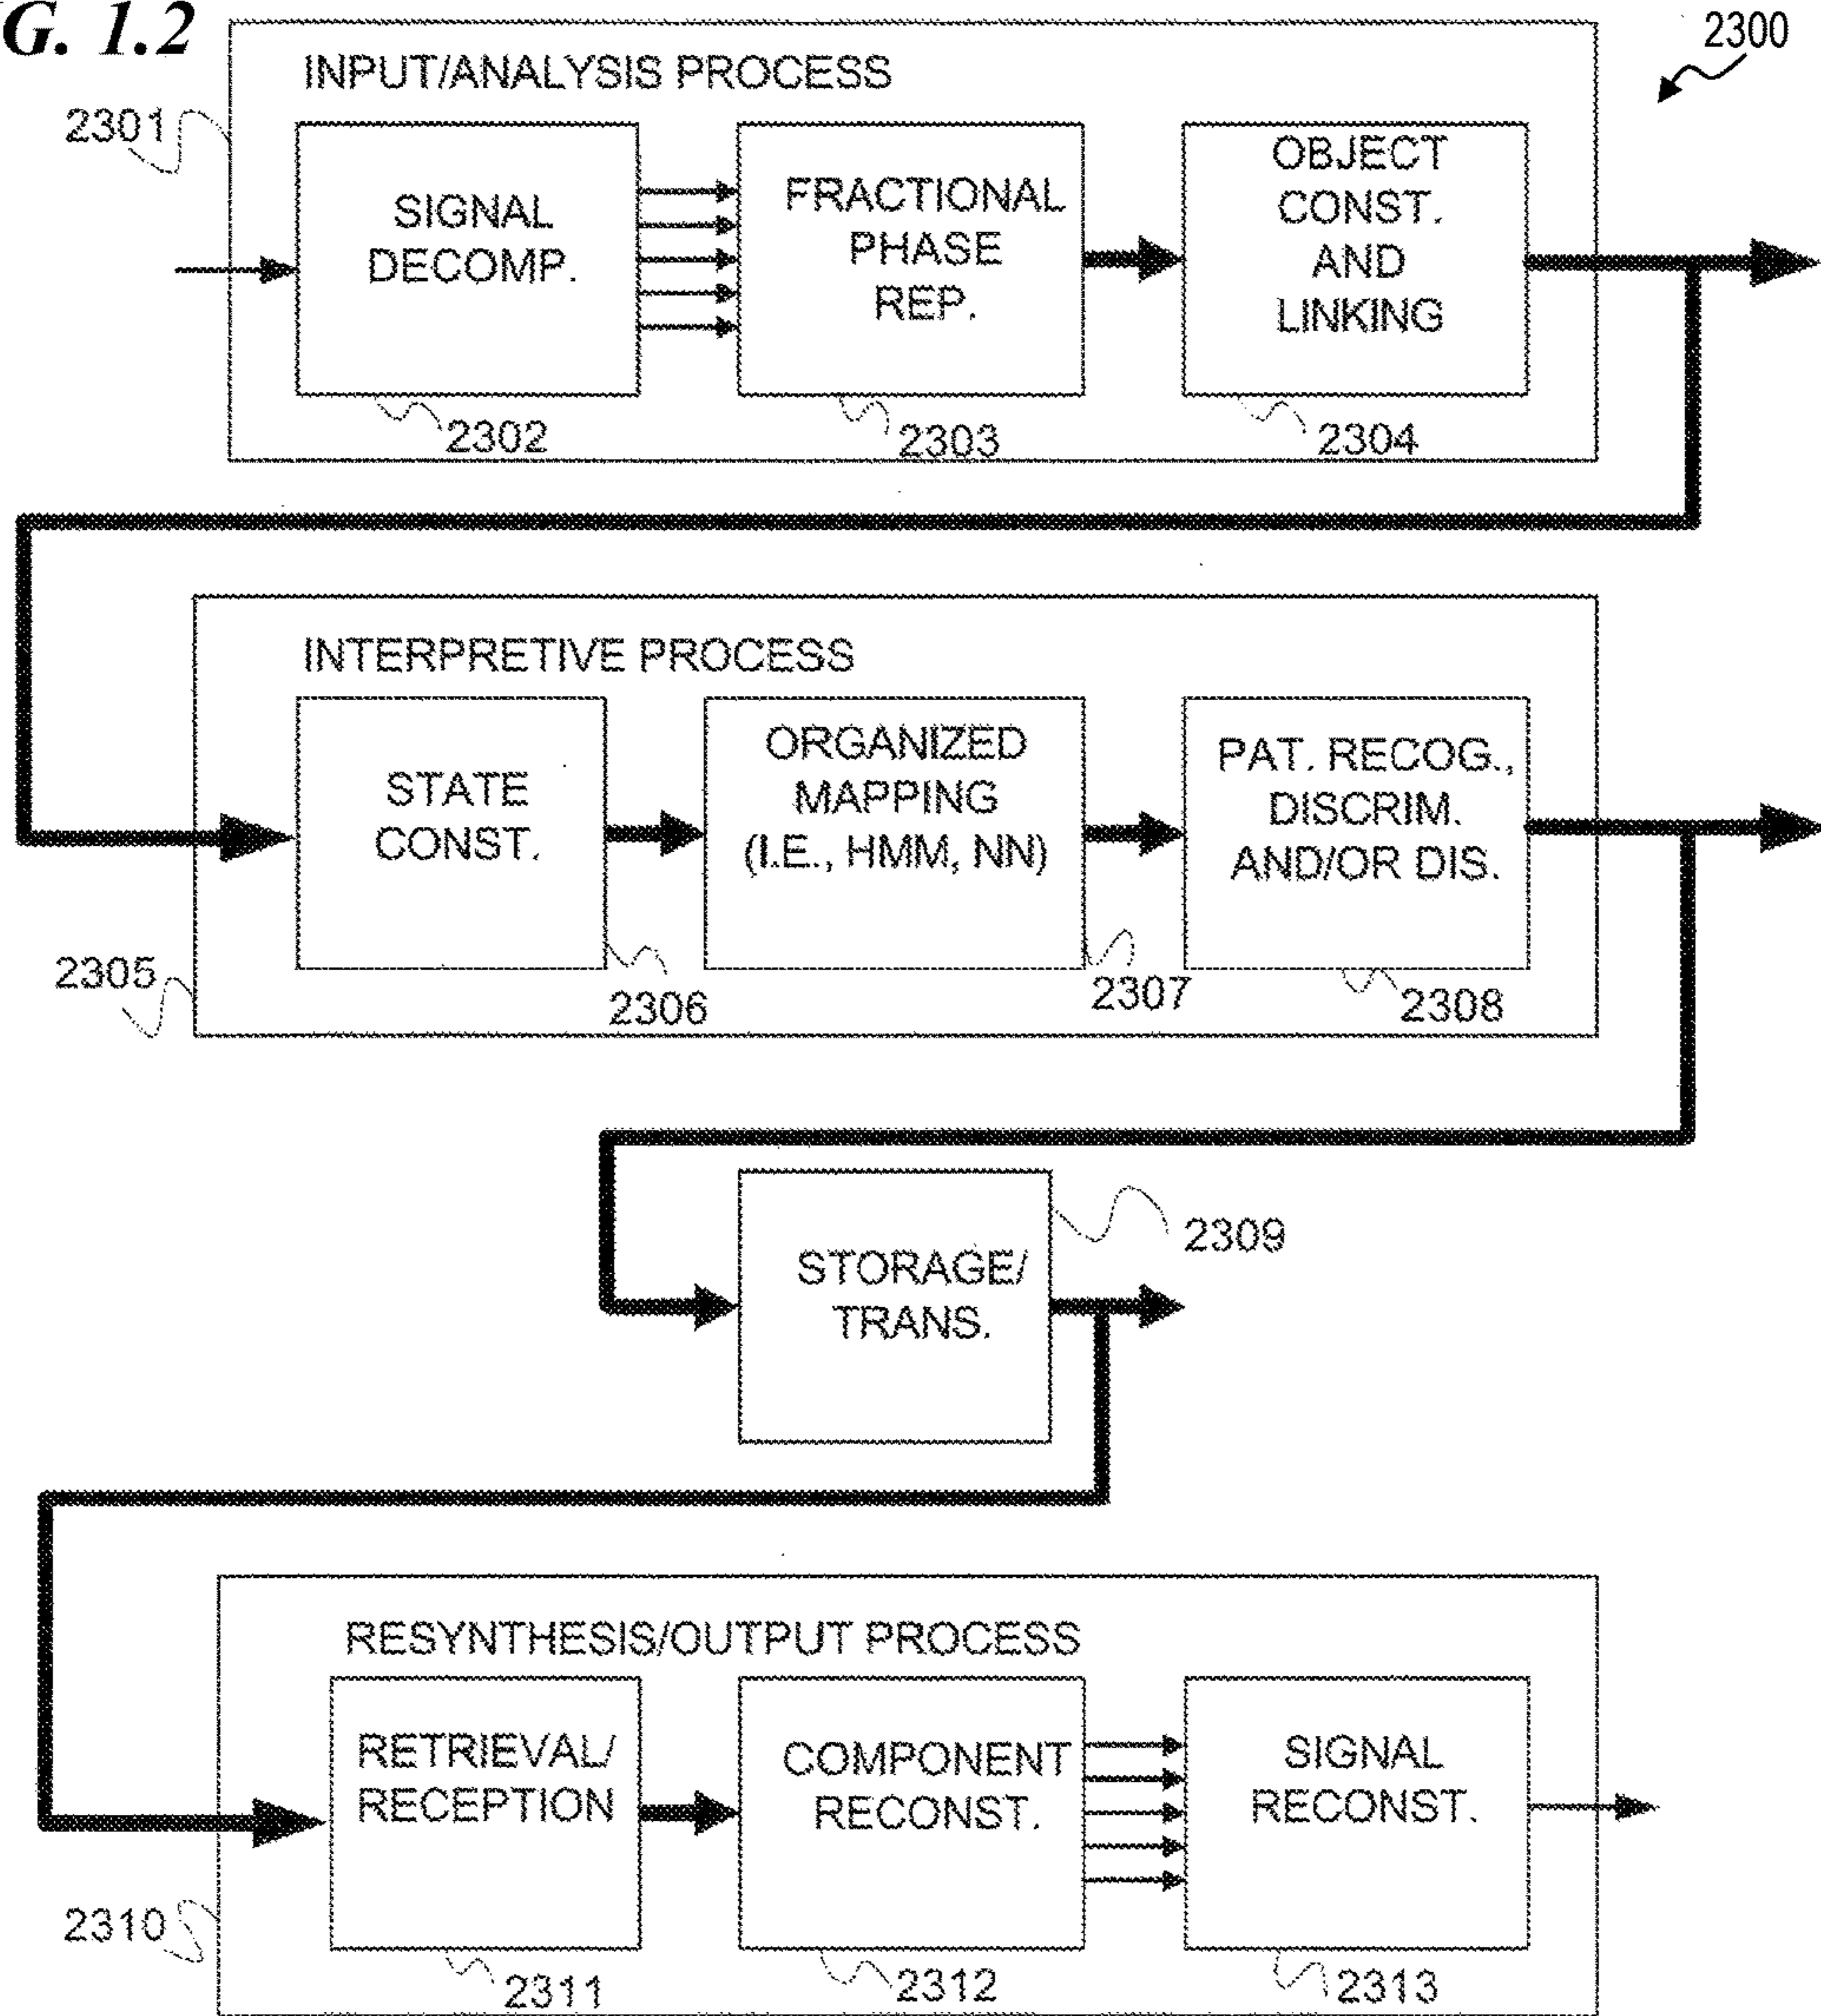 G. 1.2
2300
INPUT/ANALYSIS PROCESS
2301
SIGNAL
DECOMP.
FRACTIONAL
PHASE
REP.
OBJECT
CONST.
AND
LINKING
2302
2303
2304
INTERPRETIVE PROCESS
STATE
CONST.
ORGANIZED
MAPPING
(I.E., HMM, NN)
PAT. RECOG.,
DISCRIM.
AND/OR DIS.
2305
2306
2307
2308
STORAGE/
TRANS.
2309
RESYNTHESIS/OUTPUT PROCESS
RETRIEVAL/
RECEPTION
COMPONENT
RECONST.
SIGNAL
RECONST.
2310
2311
2312
2313